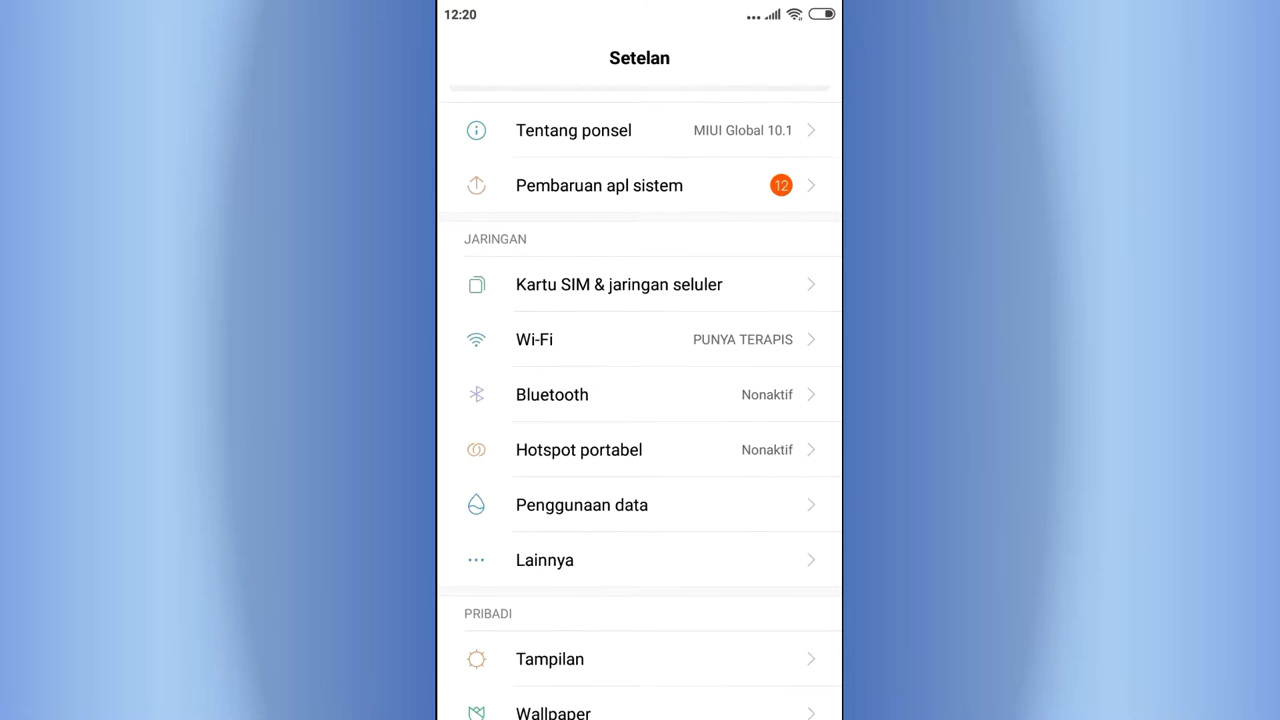 12:20
Setelan
Tentang ponsel MIUI Global 10.1
Pembaruan apl sistem 12
JARINGAN
Kartu SIM & jaringan seluler
Wi-Fi PUNYA TERAPIS
Bluetooth Nonaktif
Hotspot portabel Nonaktif
Penggunaan data
Lainnya
PRIBADI
Tampilan
Wallpaper